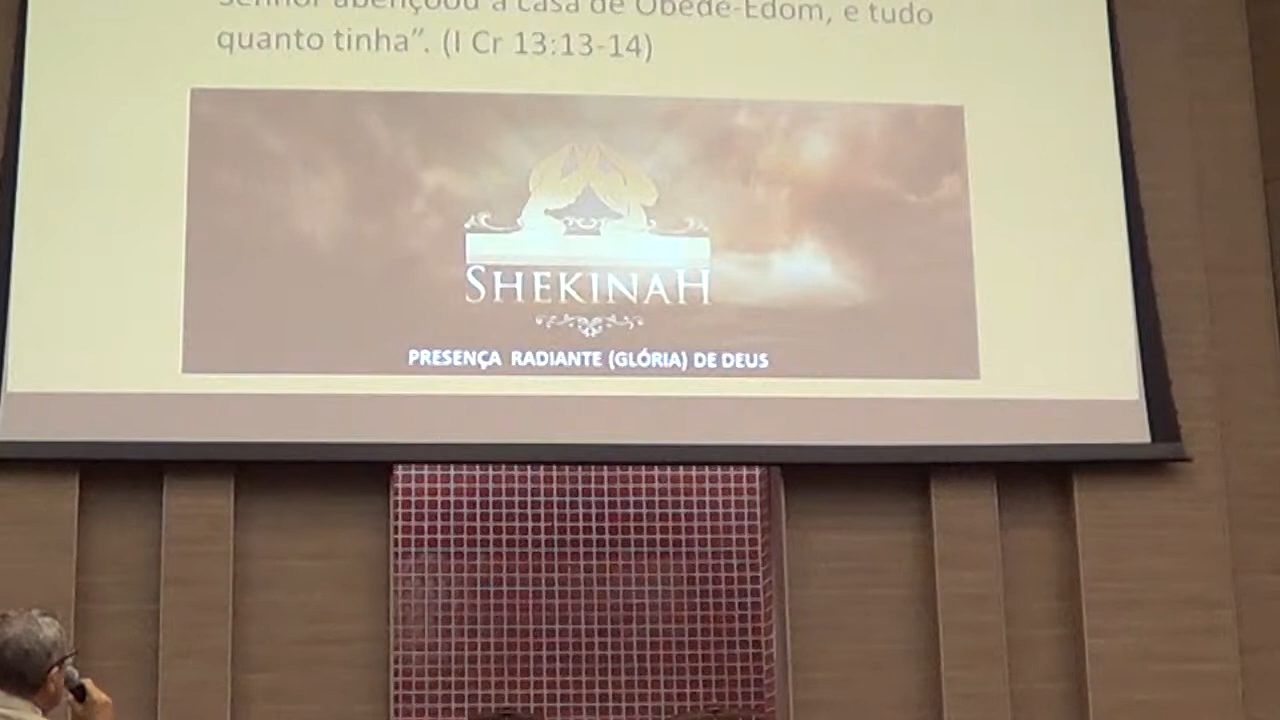 Senhor abençoou a casa de Obede-Edom, e tudo
quanto tinha”. (I Cr 13:13-14)
SHEKINAH
PRESENÇA RADIANTE (GLÓRIA) DE DEUS